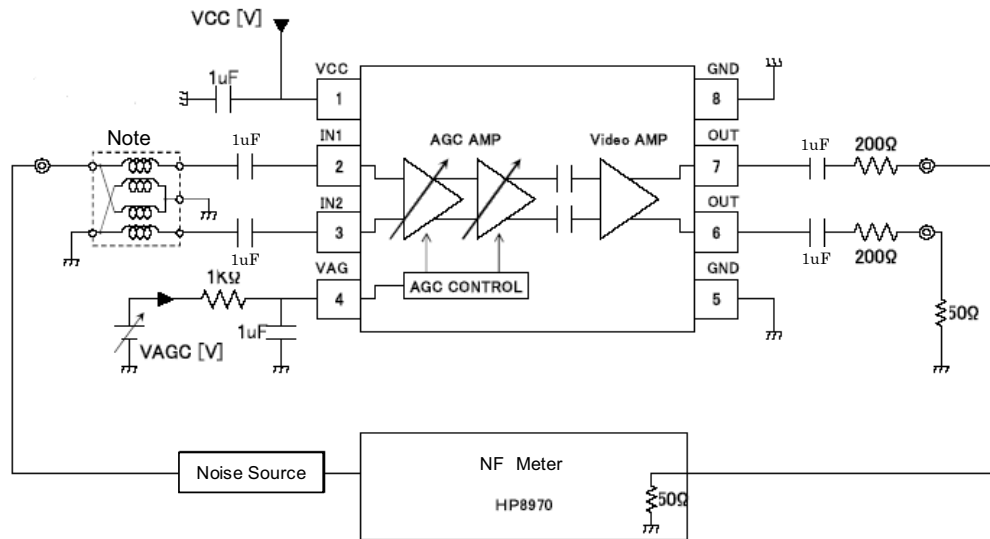 VCC [V]
1uF
VCC
1
GND
8
Note
1uF
IN1
2
AGC AMP
Video AMP
OUT
7
1uF
200Ω
IN2
3
OUT
6
1uF
1uF
200Ω
1KΩ
VAG
4
AGC CONTROL
GND
5
1uF
VAGC [V]
50Ω
Noise Source
NF Meter
HP8970
50Ω